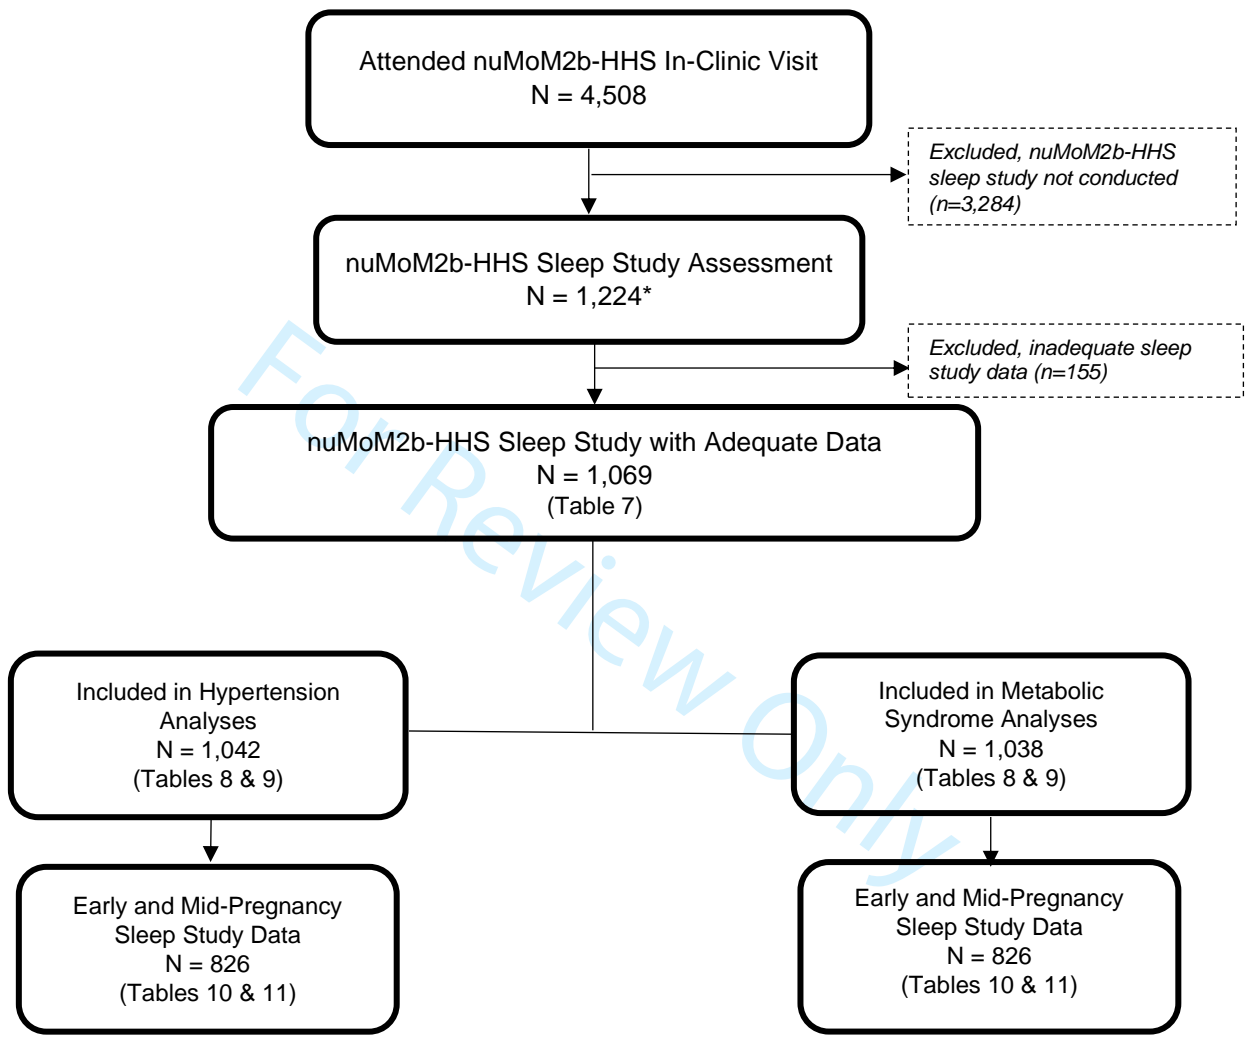 Attended nuMoM2b-HHS In-Clinic Visit
N = 4,508
Excluded, nuMoM2b-HHS
sleep study not conducted
(n=3,284)
nuMoM2b-HHS Sleep Study Assessment
N = 1,224*
Excluded, inadequate sleep
study data (n=155)
nuMoM2b-HHS Sleep Study with Adequate Data
N = 1,069
(Table 7)
For Review Only
Included in Hypertension
Analyses
N = 1,042
(Tables 8 & 9)
Included in Metabolic
Syndrome Analyses
N = 1,038
(Tables 8 & 9)
Early and Mid-Pregnancy
Sleep Study Data
N = 826
(Tables 10 & 11)
Early and Mid-Pregnancy
Sleep Study Data
N = 826
(Tables 10 & 11)